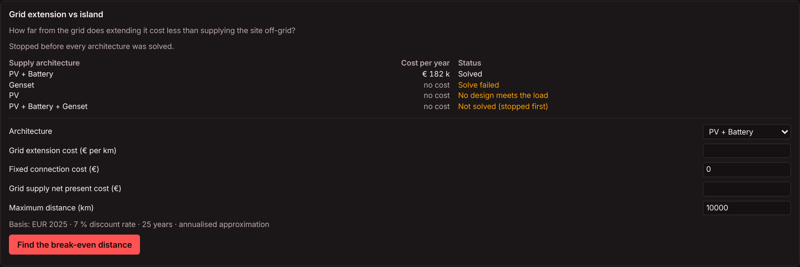 Grid extension vs island
How far from the grid does extending it cost less than supplying the site off-grid?
Stopped before every architecture was solved.
Supply architecture Cost per year Status
PV + Battery € 182 k Solved
Genset no cost Solve failed
PV no cost No design meets the load
PV + Battery + Genset no cost Not solved (stopped first)
Architecture PV + Battery
Grid extension cost (€ per km)
Fixed connection cost (€) 0
Grid supply net present cost (€)
Maximum distance (km) 10000
Basis: EUR 2025 · 7 % discount rate · 25 years · annualised approximation
Find the break-even distance